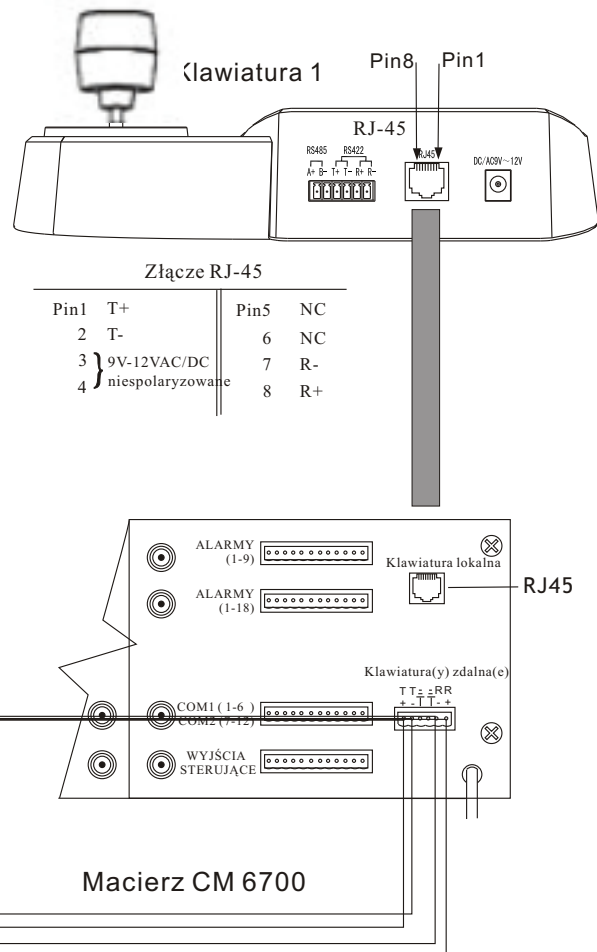 Klawiatura 1
Pin8 Pin1
RJ-45
RS485 RS422 RJ45 DC/AC9V～12V
A+ B- T+ T- R+ R-
Złącze RJ-45
Pin1 T+ Pin5 NC
2 T- 6 NC
3 9V-12VAC/DC 7 R-
4 niespolaryzowane 8 R+
ALARMY
(1-9)
Klawiatura lokalna
RJ45
ALARMY
(1-18)
Klawiatura(y) zdalna(e)
T T R R
+ - - +
COM1 ( 1-6 )
COM2 (7-12)
WYJŚCIA
STERUJĄCE
Macierz CM 6700